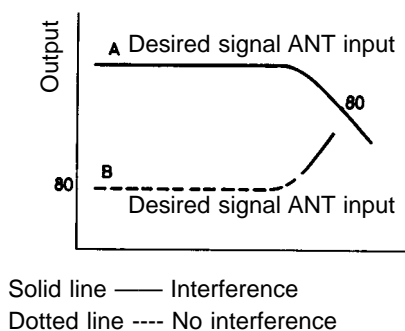 Output
A
Desired signal ANT input
80
80
B
Desired signal ANT input
Solid line —— Interference
Dotted line ---- No interference